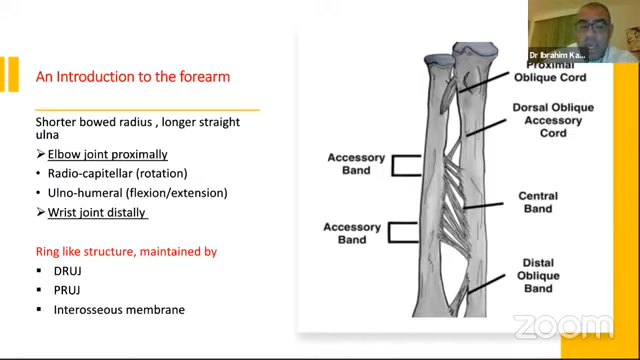 Dr Ibrahim Ka...
An Introduction to the forearm
Shorter bowed radius , longer straight
ulna
Elbow joint proximally
Radio-capitellar (rotation)
Ulno-humeral (flexion/extension)
Wrist joint distally
Ring like structure, maintained by
DRUJ
PRUJ
Interosseous membrane
Proximal
Oblique Cord
Dorsal Oblique
Accessory
Cord
Accessory
Band
Central
Band
Accessory
Band
Distal
Oblique
Band
zoom